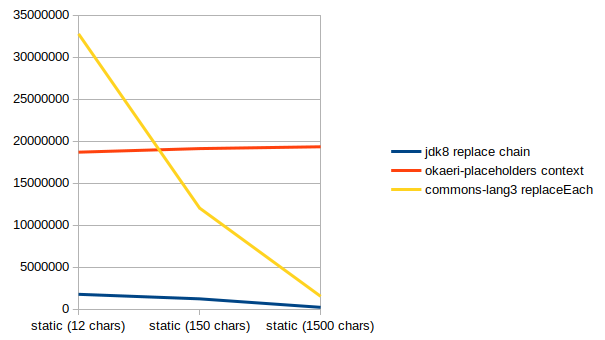 35000000
30000000
25000000
20000000
15000000
10000000
5000000
0
static (12 chars) static (150 chars) static (1500 chars)
jdk8 replace chain
okaeri-placeholders context
commons-lang3 replaceEach